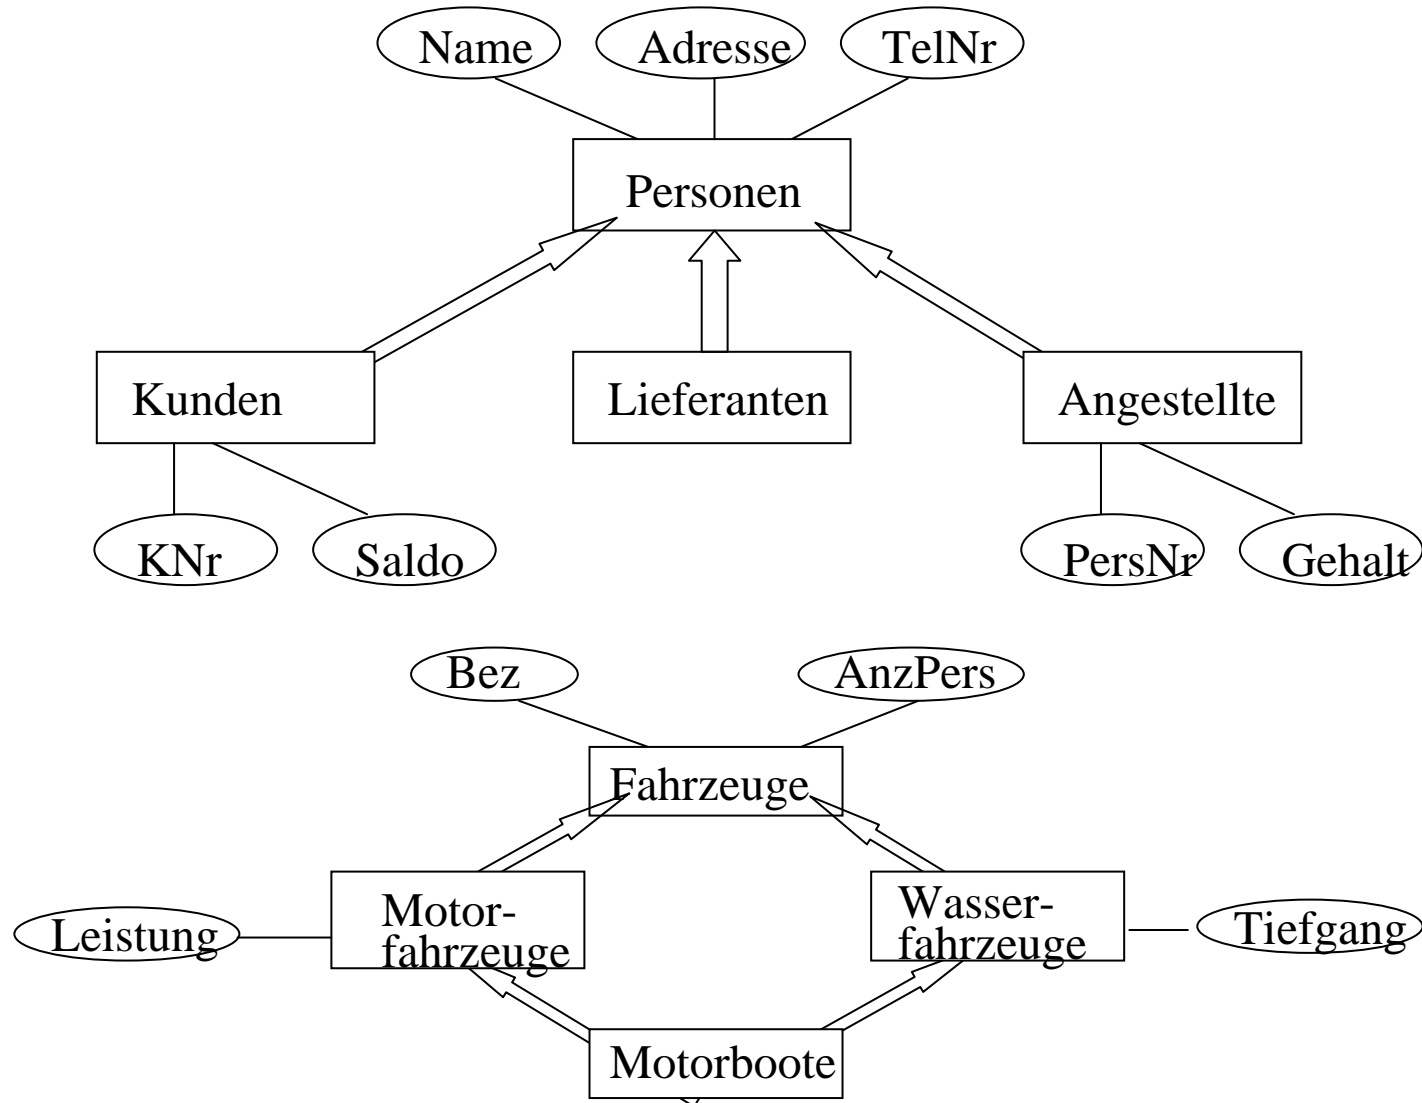 Name Adresse TelNr
Personen
Kunden Lieferanten Angestellte
KNr Saldo PersNr Gehalt
Bez AnzPers
Fahrzeuge
Motor-
fahrzeuge
Wasser-
fahrzeuge
Leistung
Tiefgang
Motorboote